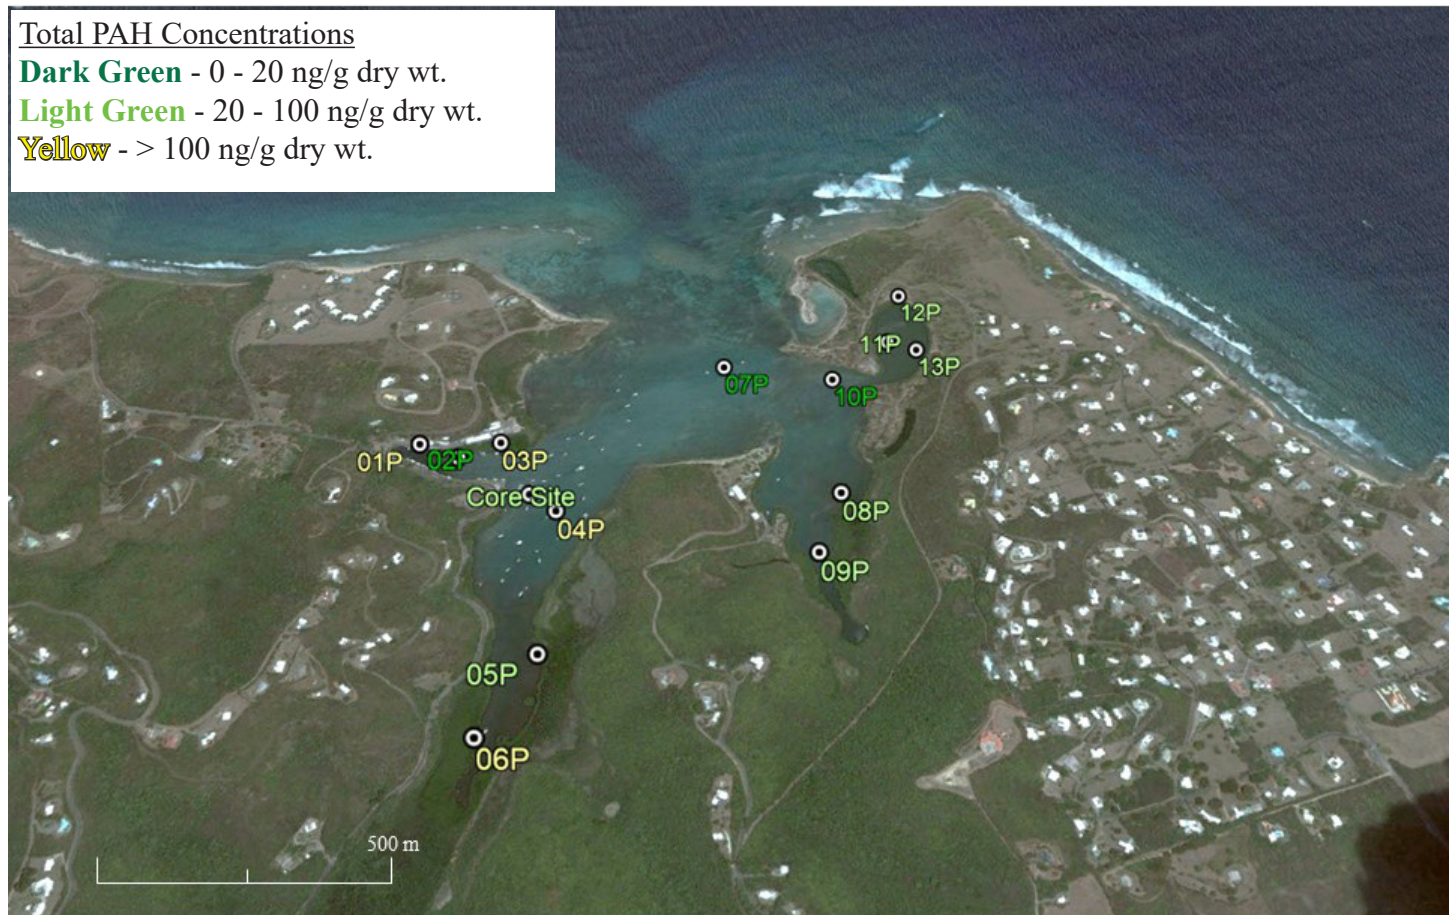 Total PAH Concentrations
Dark Green - 0 - 20 ng/g dry wt.
Light Green - 20 - 100 ng/g dry wt.
Yellow - > 100 ng/g dry wt.
12P
11P
13P
07P
10P
01P
02P
03P
Core Site
08P
04P
09P
05P
06P
500 m